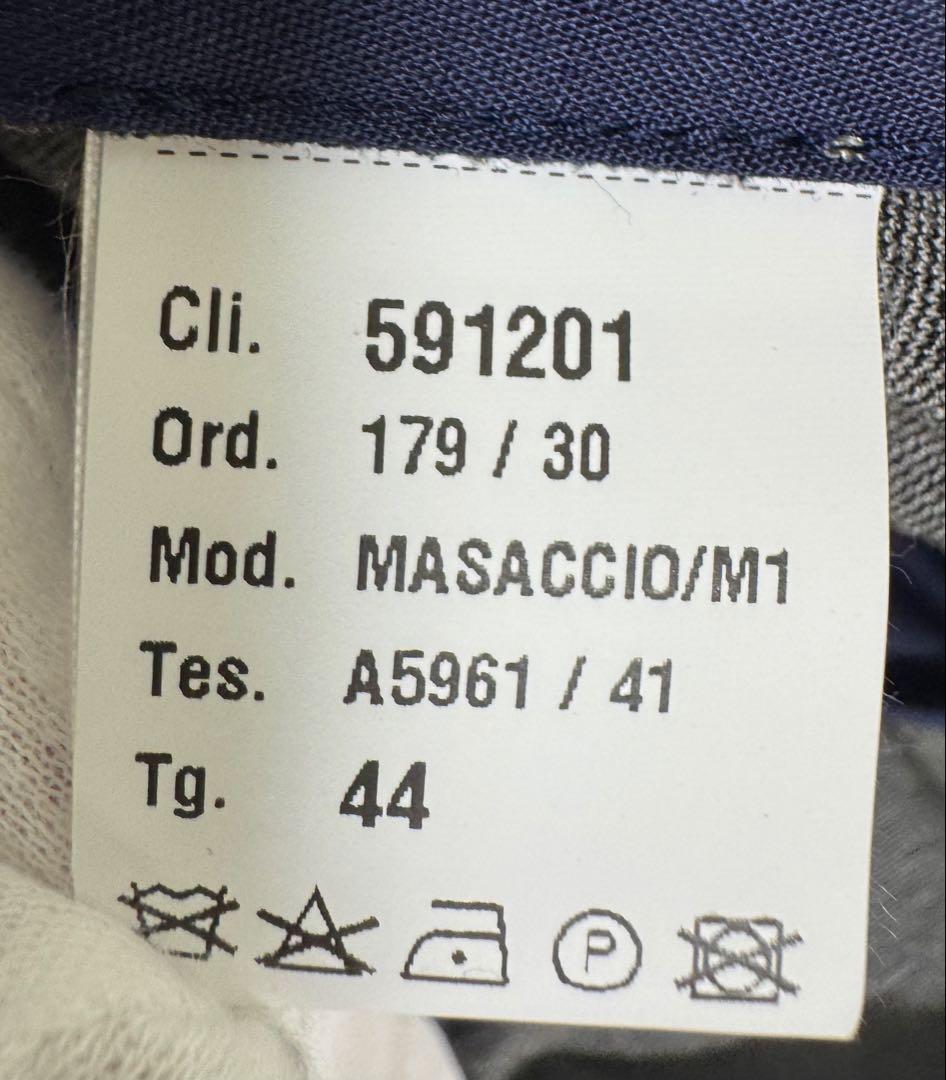 Cli. 591201
Ord. 179 / 30
Mod. MASACCIO/M1
Tes. A5961 / 41
Tg. 44
P